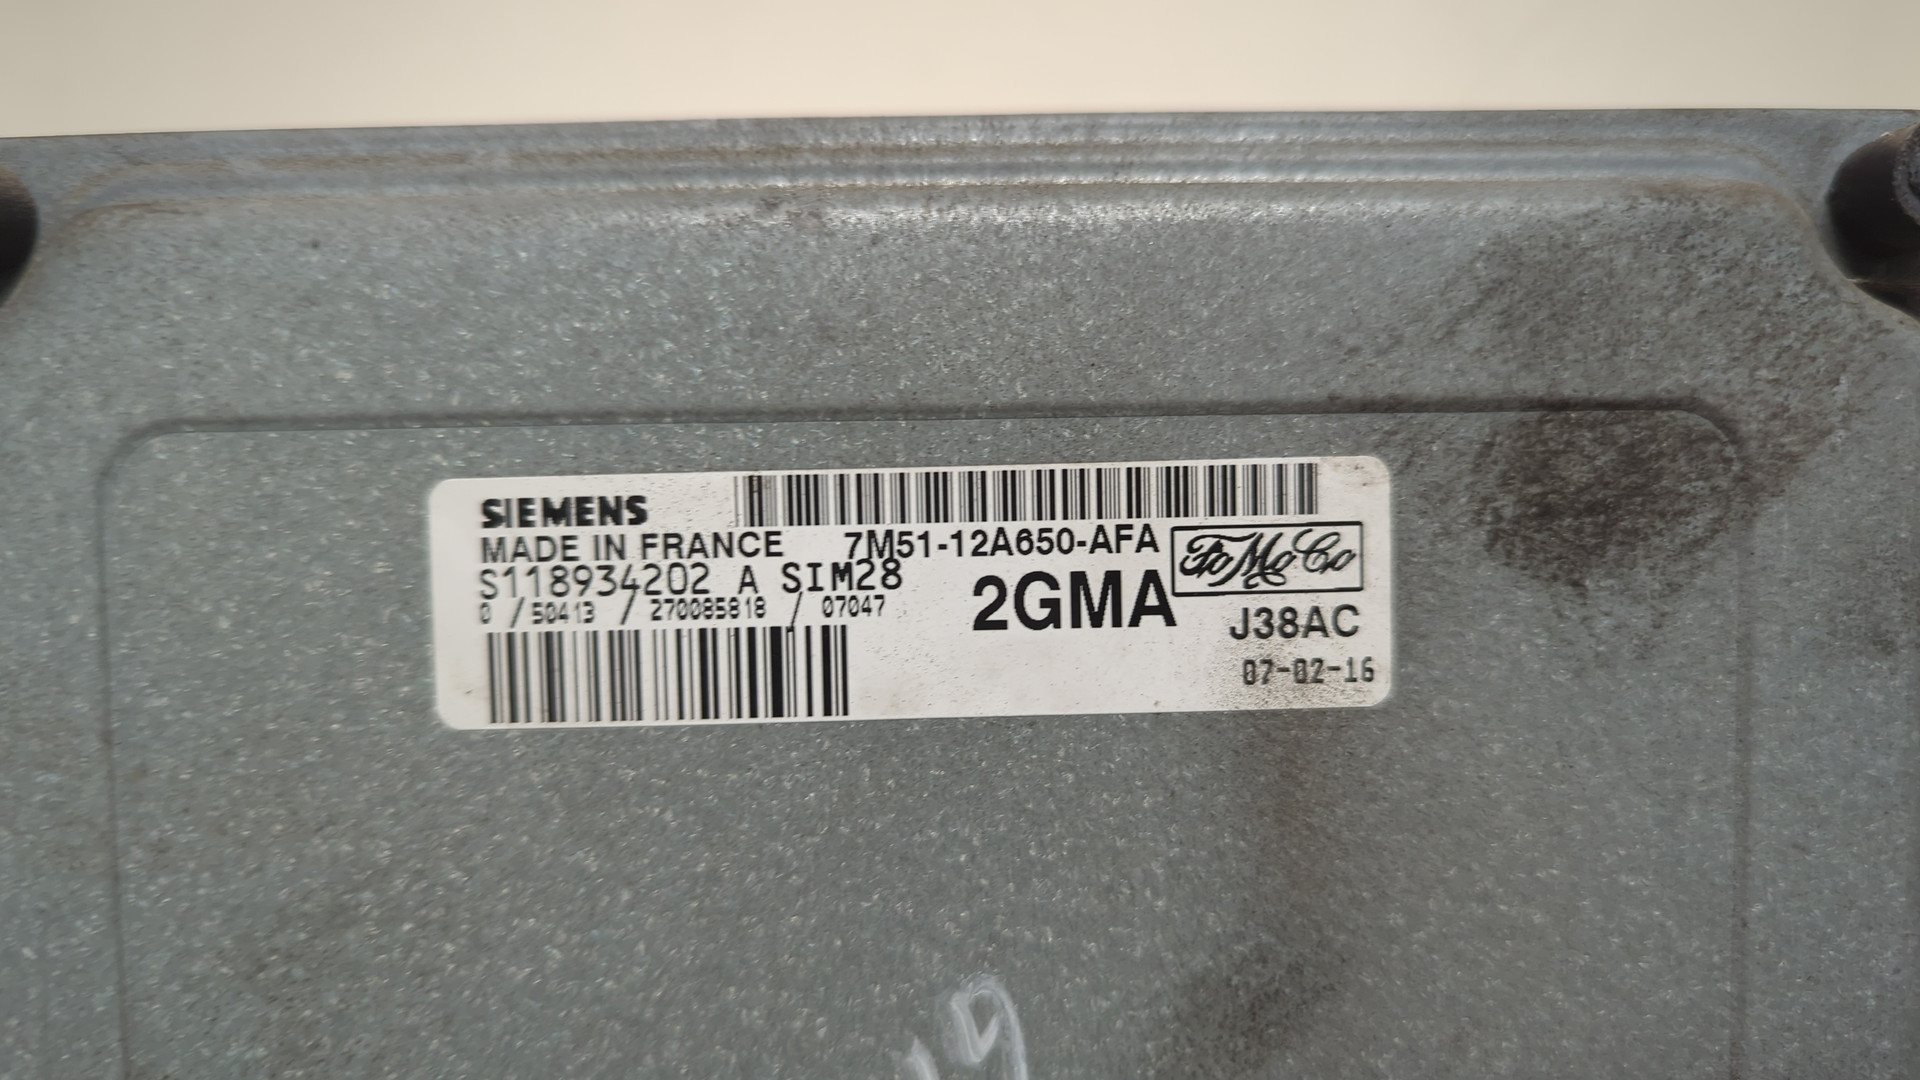 SIEMENS
MADE IN FRANCE 7M51-12A650-AFA FoMoCo
S118934202 A SIM28 2GMA
0 /50413 / 270085818 / 07047 J38AC
07-02-16
19